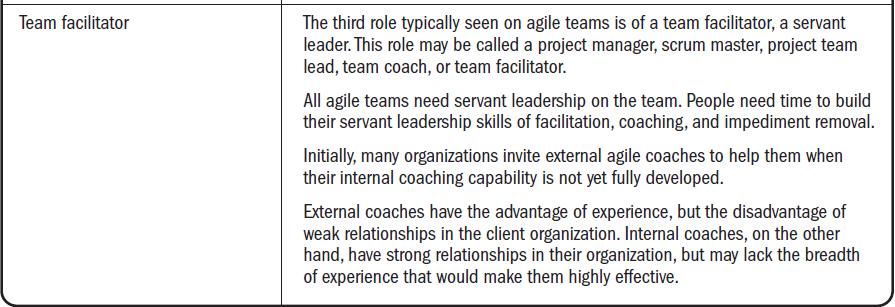 Team facilitator
The third role typically seen on agile teams is of a team facilitator, a servant
leader. This role may be called a project manager, scrum master, project team
lead, team coach, or team facilitator.
All agile teams need servant leadership on the team. People need time to build
their servant leadership skills of facilitation, coaching, and impediment removal.
Initially, many organizations invite external agile coaches to help them when
their internal coaching capability is not yet fully developed.
External coaches have the advantage of experience, but the disadvantage of
weak relationships in the client organization. Internal coaches, on the other
hand, have strong relationships in their organization, but may lack the breadth
of experience that would make them highly effective.